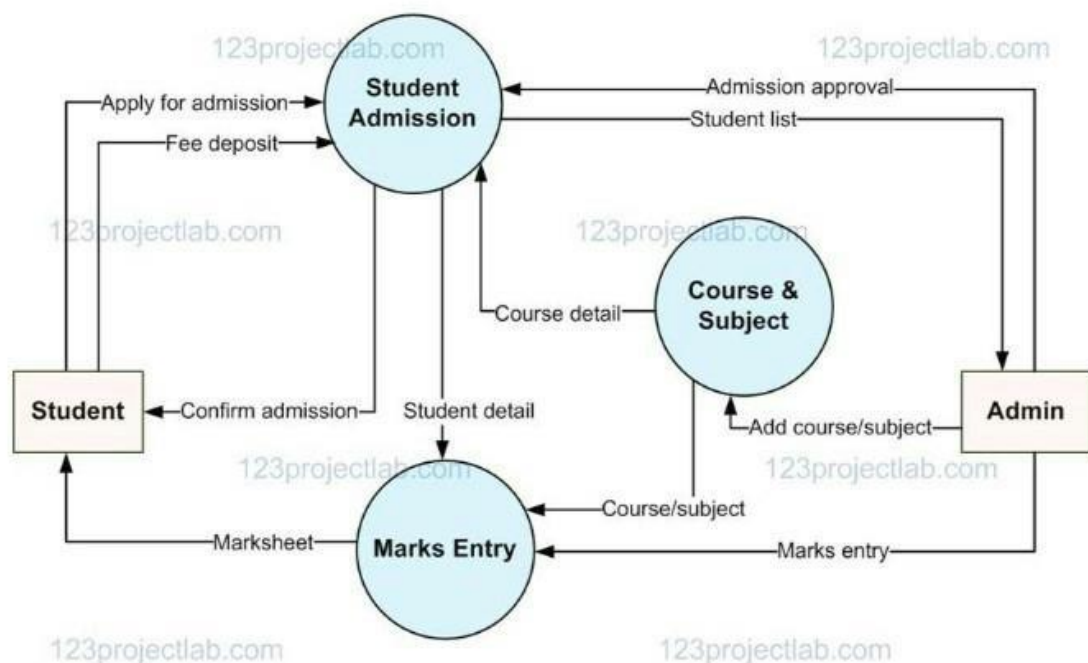 123projectlab.com
123projectlab.com
Student
Admission
Apply for admission
Admission approval
Student list
Fee deposit
123projectlab.com
123projectlab.com
Course &
Subject
Course detail
Student
Confirm admission
Student detail
Add course/subject
Admin
123projectlab.com
123projectlab.com
Course/subject
Marksheet
Marks Entry
Marks entry
123projectlab.com
123projectlab.com